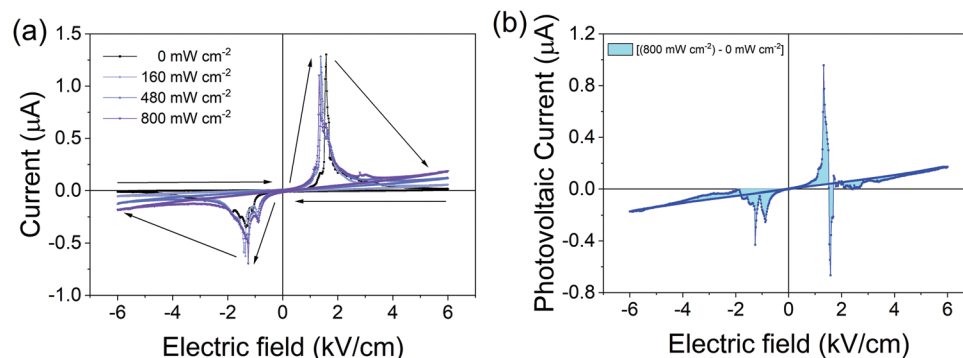 (a)
1.5
1.0
0.5
0.0
-0.5
-1.0
Current (μA)
0 mW cm⁻²
160 mW cm⁻²
480 mW cm⁻²
800 mW cm⁻²
-6 -4 -2 0 2 4 6
Electric field (kV/cm)
(b)
1.2
0.8
0.4
0.0
-0.4
-0.8
Photovoltaic Current (μA)
[(800 mW cm⁻²) - 0 mW cm⁻²]
-6 -4 -2 0 2 4 6
Electric field (kV/cm)